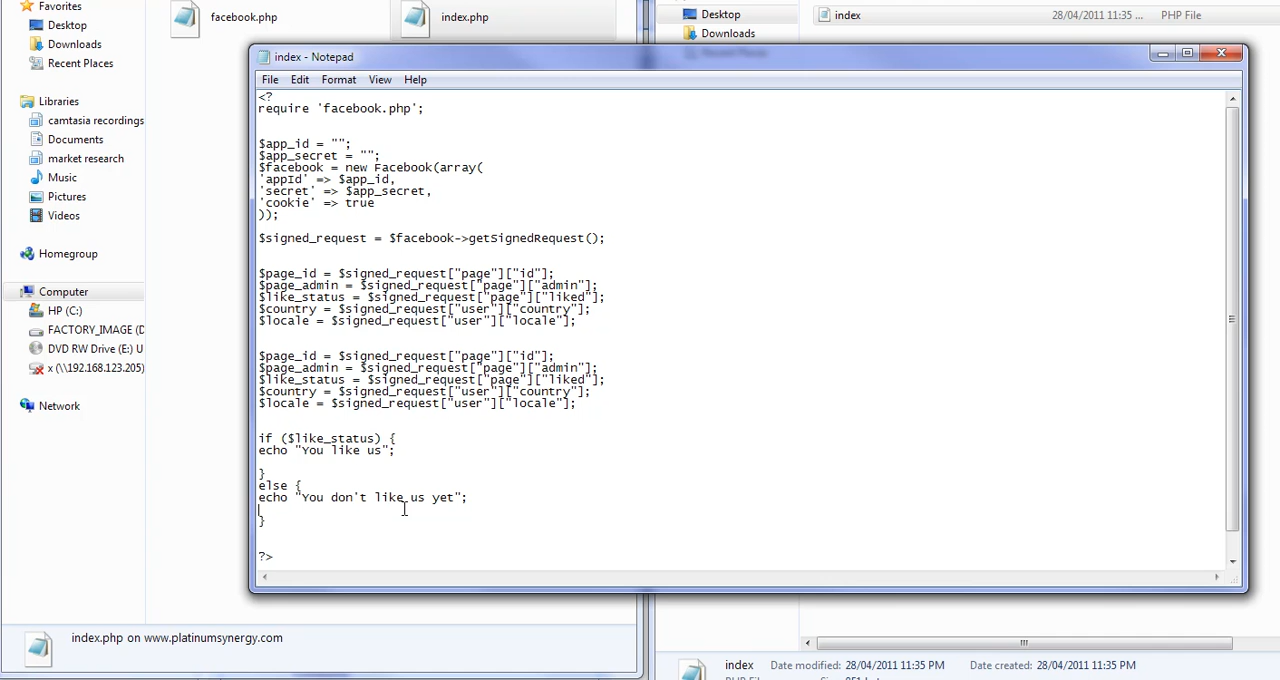 Favorites
Desktop
Downloads
Recent Places
Libraries
camtasia recordings
Documents
market research
Music
Pictures
Videos
Homegroup
Computer
HP (C:)
FACTORY_IMAGE (D
DVD RW Drive (E:) U
x (\\192.168.123.205)
Network
facebook.php
index.php
Desktop
Downloads
Recent Places
index 28/04/2011 11:35 ... PHP File
index - Notepad
File Edit Format View Help
<?
require 'facebook.php';
$app_id = "";
$app_secret = "";
$facebook = new Facebook(array(
'appId' => $app_id,
'secret' => $app_secret,
'cookie' => true
));
$signed_request = $facebook->getSignedRequest();
$page_id = $signed_request["page"]["id"];
$page_admin = $signed_request["page"]["admin"];
$like_status = $signed_request["page"]["liked"];
$country = $signed_request["user"]["country"];
$locale = $signed_request["user"]["locale"];
$page_id = $signed_request["page"]["id"];
$page_admin = $signed_request["page"]["admin"];
$like_status = $signed_request["page"]["liked"];
$country = $signed_request["user"]["country"];
$locale = $signed_request["user"]["locale"];
if ($like_status) {
echo "You like us";
}
else {
echo "You don't like us yet";
}
?>
index.php on www.platinumsynergy.com
index Date modified: 28/04/2011 11:35 PM Date created: 28/04/2011 11:35 PM
PHP File